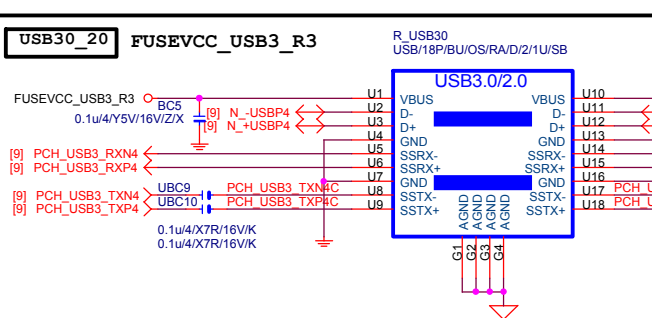 USB30_20 FUSEVCC_USB3_R3
R_USB30
USB/18P/BU/OS/RA/D/2/1U/SB
USB3.0/2.0
FUSEVCC_USB3_R3 U1 VBUS VBUS U10
BC5
0.1u/4/Y5V/16V/Z/X
[9] N_-USBP4 U2 D- D- U11
[9] N_+USBP4 U3 D+ D+ U12
U4 GND GND U13
[9] PCH_USB3_RXN4 U5 SSRX- SSRX- U14
[9] PCH_USB3_RXP4 U6 SSRX+ SSRX+ U15
U7 GND GND U16
[9] PCH_USB3_TXN4 UBC9 PCH_USB3_TXN4C U8 SSTX- SSTX- U17 PCH_U
[9] PCH_USB3_TXP4 UBC10 PCH_USB3_TXP4C U9 SSTX+ SSTX+ U18 PCH_U
0.1u/4/X7R/16V/K
0.1u/4/X7R/16V/K
AGND AGND AGND AGND
G1 G2 G3 G4